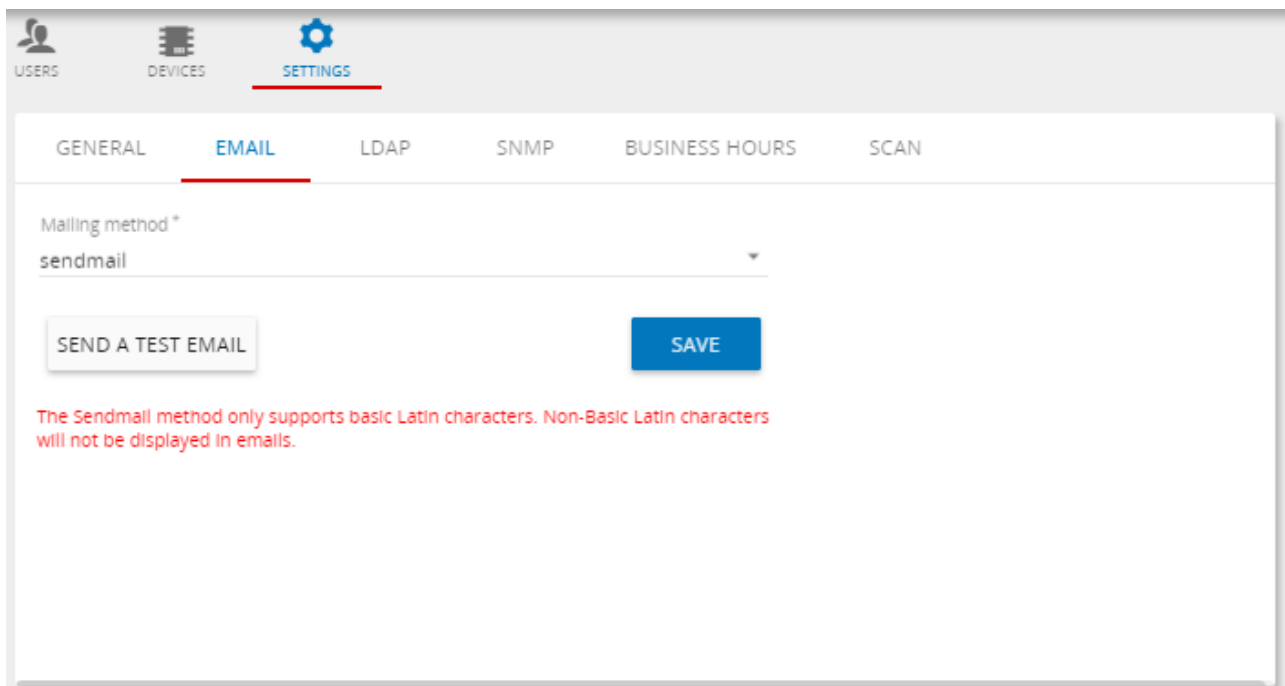 USERS
DEVICES
SETTINGS
GENERAL EMAIL LDAP SNMP BUSINESS HOURS SCAN
Mailing method *
sendmail
SEND A TEST EMAIL SAVE
The Sendmail method only supports basic Latin characters. Non-Basic Latin characters
will not be displayed in emails.